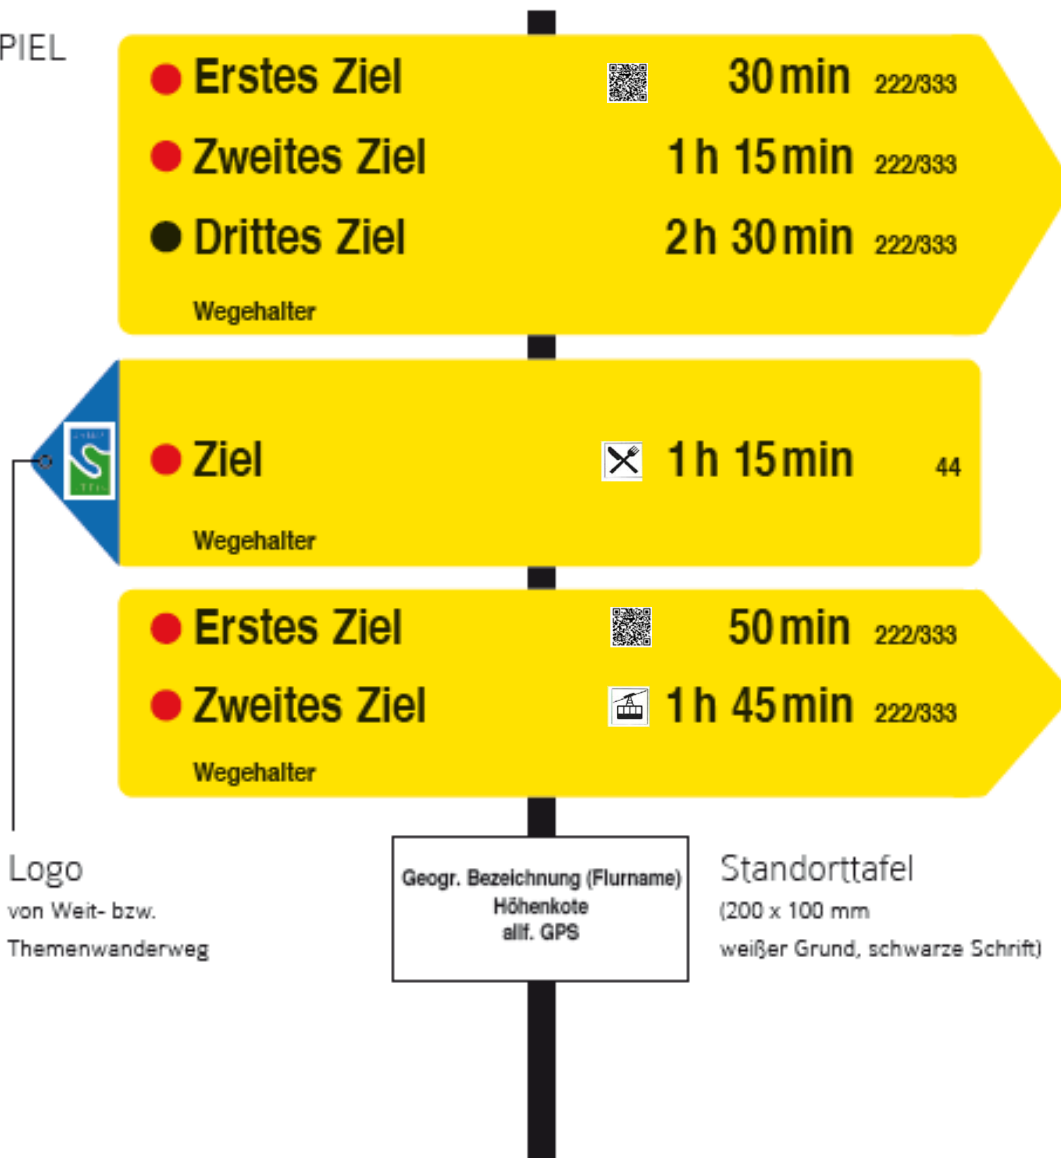 PIEL
Erstes Ziel 30 min 222/333
Zweites Ziel 1 h 15 min 222/333
Drittes Ziel 2 h 30 min 222/333
Wegehalter
Ziel 1 h 15 min 44
Wegehalter
Erstes Ziel 50 min 222/333
Zweites Ziel 1 h 45 min 222/333
Wegehalter
Logo
von Weit- bzw.
Themenwanderweg
Geogr. Bezeichnung (Flurname)
Höhenkote
allf. GPS
Standorttafel
(200 x 100 mm
weißer Grund, schwarze Schrift)